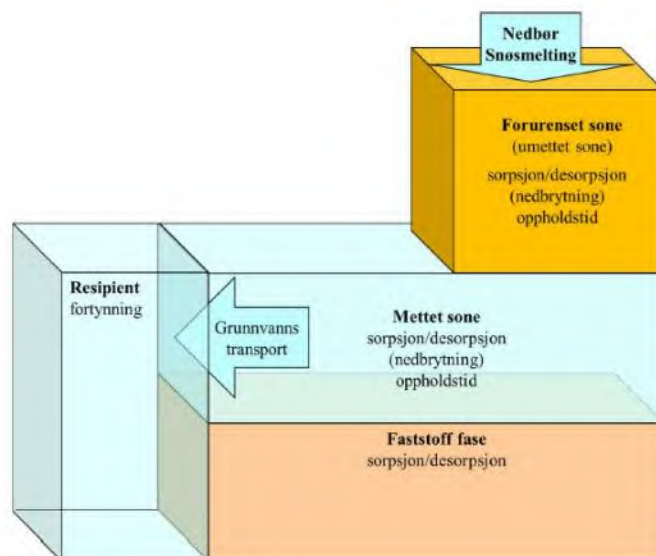 Nedbør
Snøsmelting
Forurenset sone
(umettet sone)
sorpsjon/desorpsjon
(nedbrytning)
oppholdstid
Resipient
fortynning
Grunnvanns
transport
Mettet sone
sorpsjon/desorpsjon
(nedbrytning)
oppholdstid
Faststoff fase
sorpsjon/desorpsjon